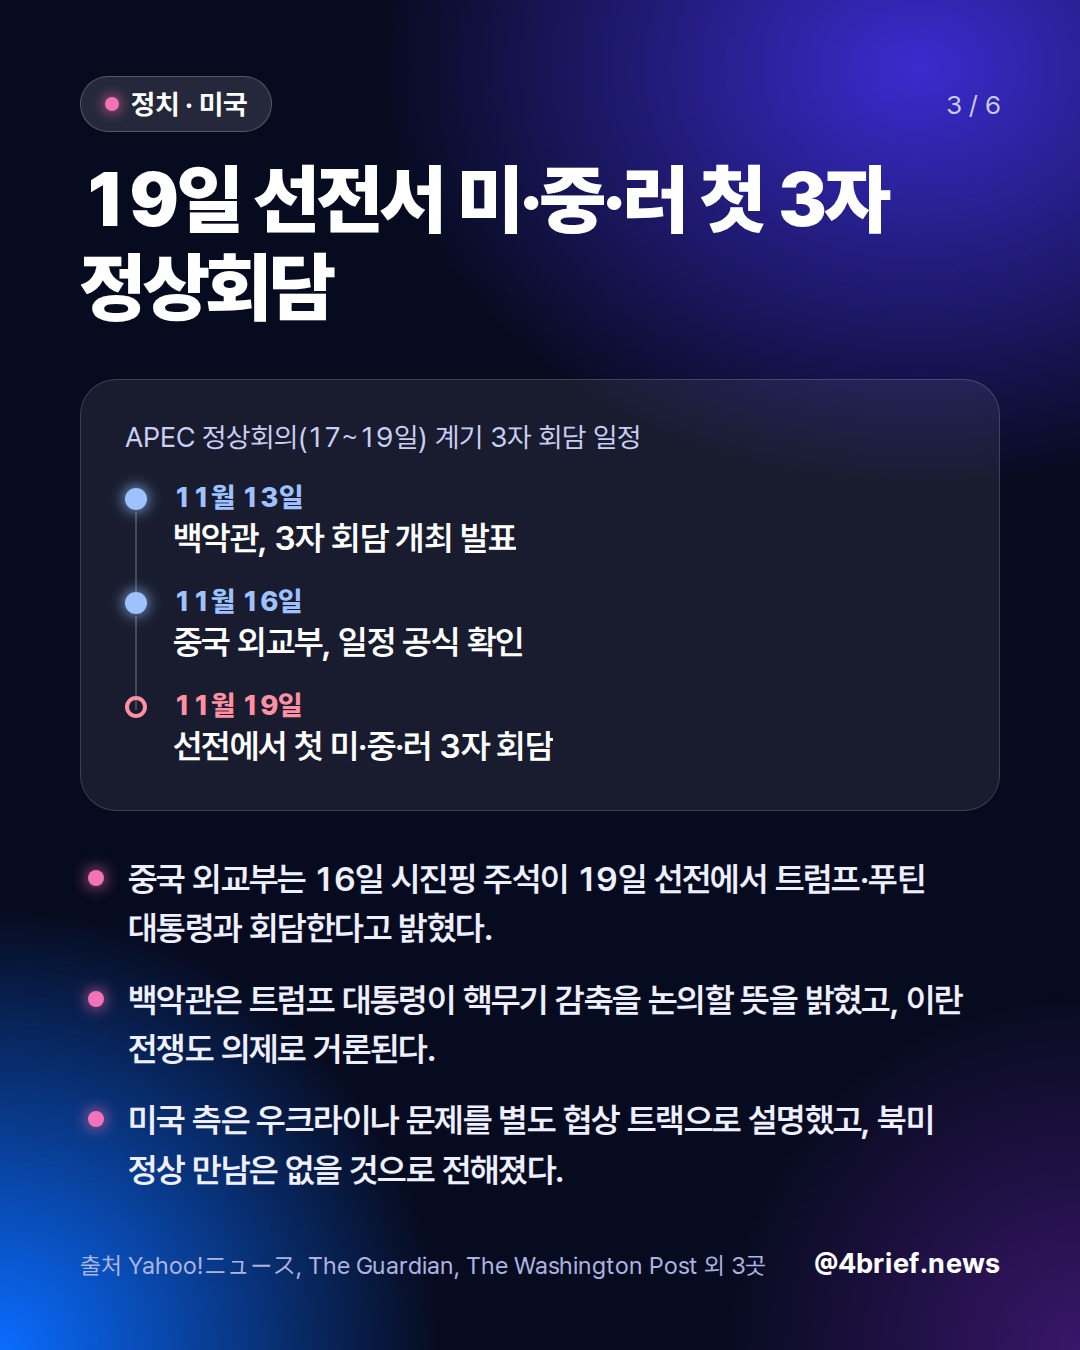 정치 · 미국
3 / 6
19일 선전서 미·중·러 첫 3자
정상회담
APEC 정상회의(17~19일) 계기 3자 회담 일정
11월 13일
백악관, 3자 회담 개최 발표
11월 16일
중국 외교부, 일정 공식 확인
11월 19일
선전에서 첫 미·중·러 3자 회담
중국 외교부는 16일 시진핑 주석이 19일 선전에서 트럼프·푸틴
대통령과 회담한다고 밝혔다.
백악관은 트럼프 대통령이 핵무기 감축을 논의할 뜻을 밝혔고, 이란
전쟁도 의제로 거론된다.
미국 측은 우크라이나 문제를 별도 협상 트랙으로 설명했고, 북미
정상 만남은 없을 것으로 전해졌다.
출처 Yahoo!ニュース, The Guardian, The Washington Post 외 3곳
@4brief.news